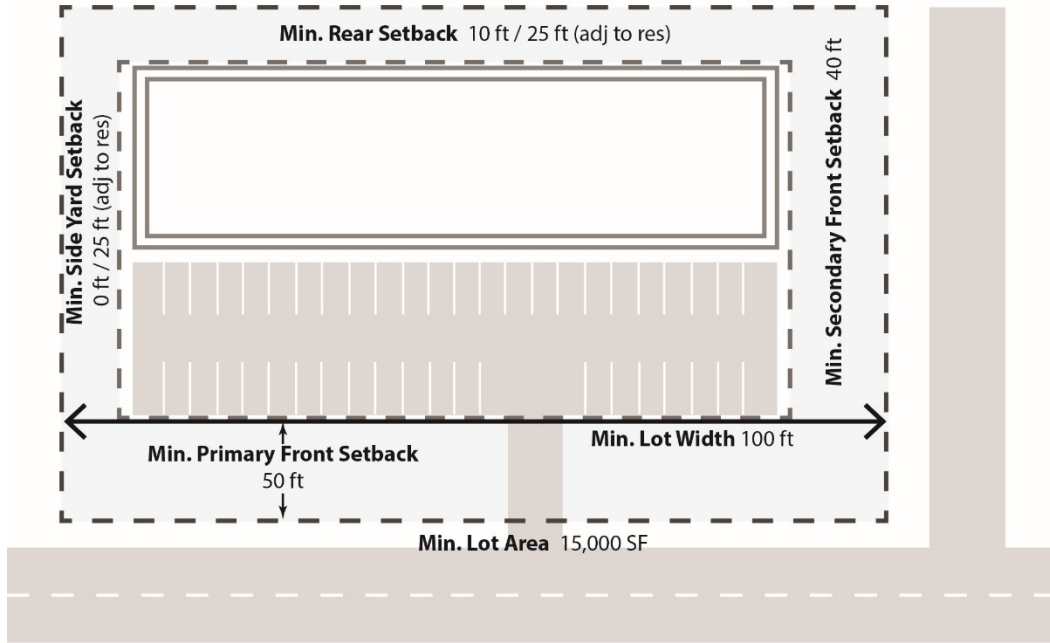 Min. Rear Setback 10 ft / 25 ft (adj to res)
Min. Side Yard Setback
0 ft / 25 ft (adj to res)
Min. Secondary Front Setback 40 ft
Min. Lot Width 100 ft
Min. Primary Front Setback
50 ft
Min. Lot Area 15,000 SF